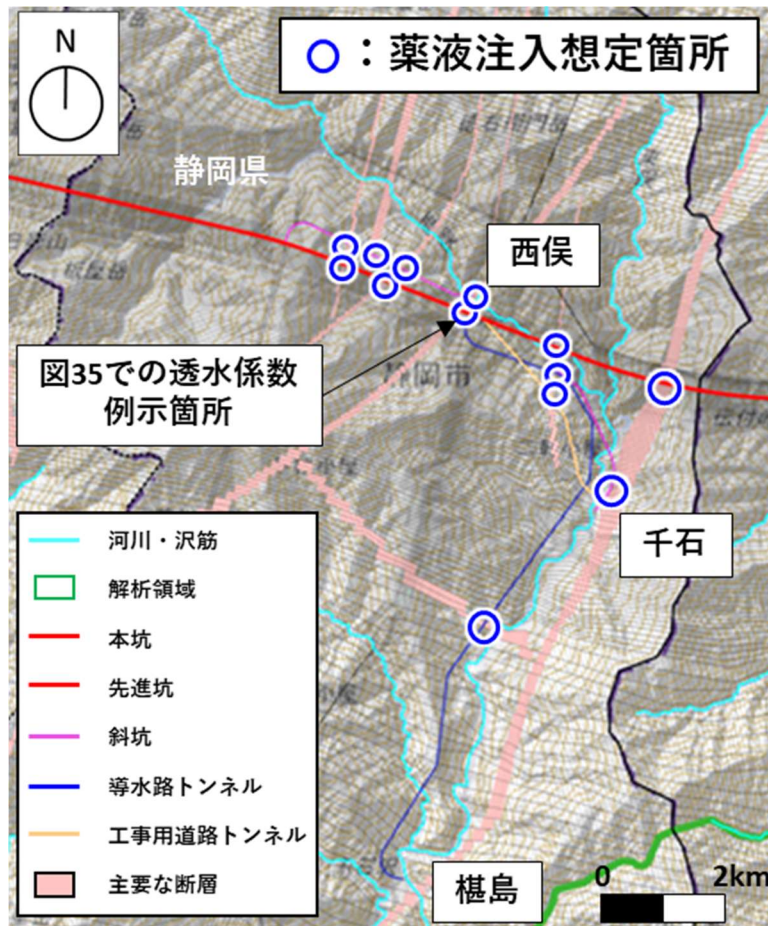 N
○：薬液注入想定箇所
静岡県
西俣
図35での透水係数
例示箇所
静岡市
千石
河川・沢筋
解析領域
本坑
先進坑
斜坑
導水路トンネル
工事用道路トンネル
主要な断層
椹島
0 2km